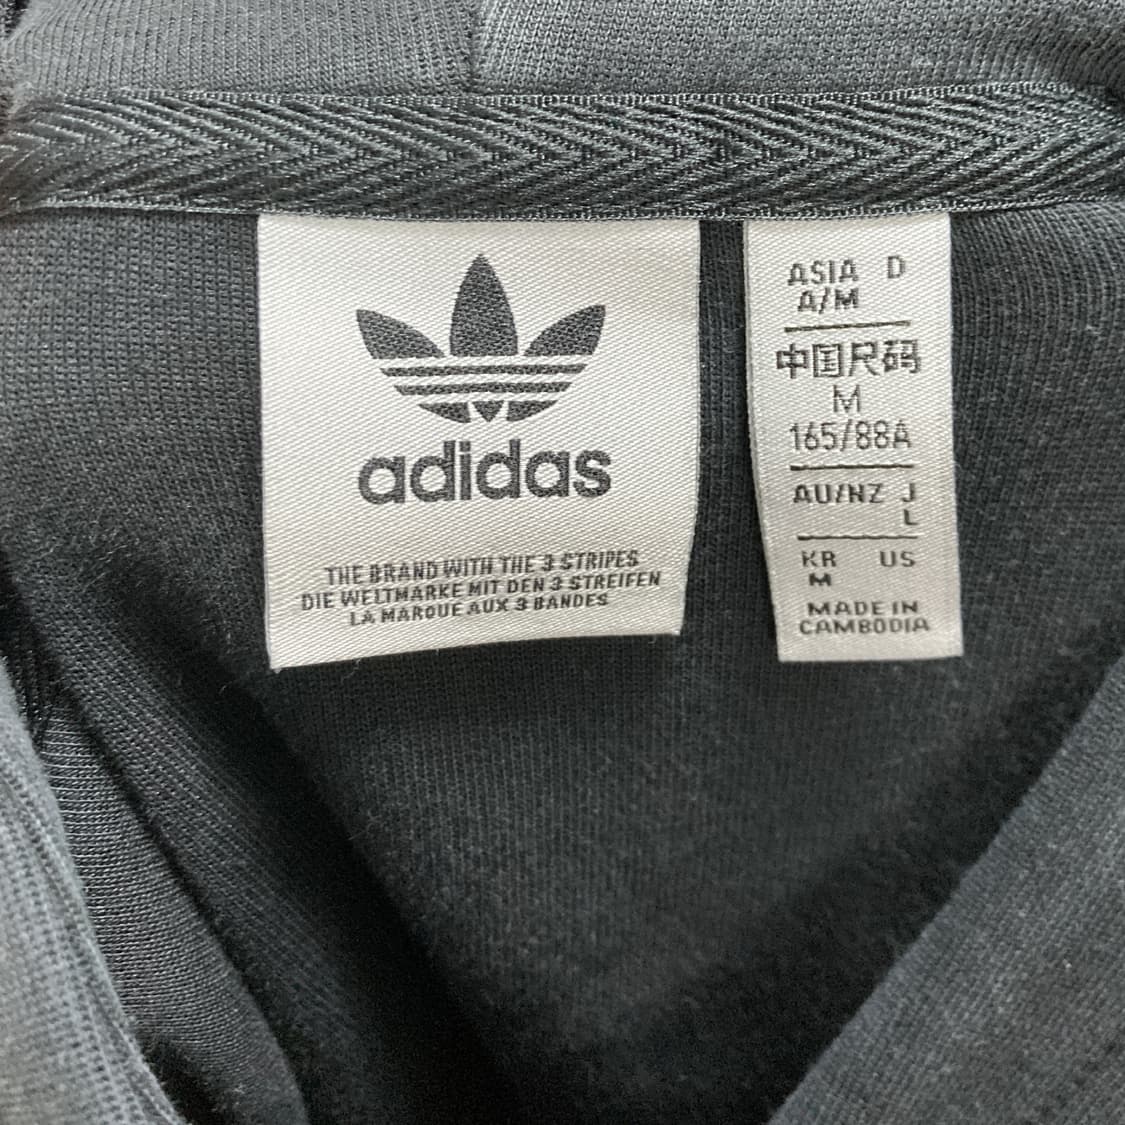 adidas
THE BRAND WITH THE 3 STRIPES
DIE WELTMARKE MIT DEN 3 STREIFEN
LA MARQUE AUX 3 BANDES
ASIA D
A/M
中国尺码
M
165/88A
AU/NZ J
L
KR US
M
MADE IN
CAMBODIA